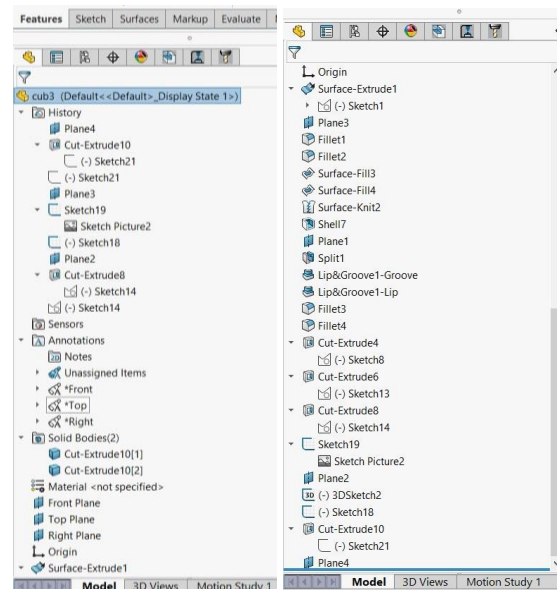 Features Sketch Surfaces Markup Evaluate
cub3 (Default<<Default>_Display State 1>)
History
Plane4
Cut-Extrude10
(-) Sketch21
(-) Sketch21
Plane3
Sketch19
Sketch Picture2
(-) Sketch18
Plane2
Cut-Extrude8
(-) Sketch14
(-) Sketch14
Sensors
Annotations
Notes
Unassigned Items
*Front
*Top
*Right
Solid Bodies(2)
Cut-Extrude10[1]
Cut-Extrude10[2]
Material <not specified>
Front Plane
Top Plane
Right Plane
Origin
Surface-Extrude1
Model 3D Views Motion Study 1
Origin
Surface-Extrude1
(-) Sketch1
Plane3
Fillet1
Fillet2
Surface-Fill3
Surface-Fill4
Surface-Knit2
Shell7
Plane1
Split1
Lip&Groove1-Groove
Lip&Groove1-Lip
Fillet3
Fillet4
Cut-Extrude4
(-) Sketch8
Cut-Extrude6
(-) Sketch13
Cut-Extrude8
(-) Sketch14
Sketch19
Sketch Picture2
Plane2
3D (-) 3DSketch2
(-) Sketch18
Cut-Extrude10
(-) Sketch21
Plane4
Model 3D Views Motion Study 1